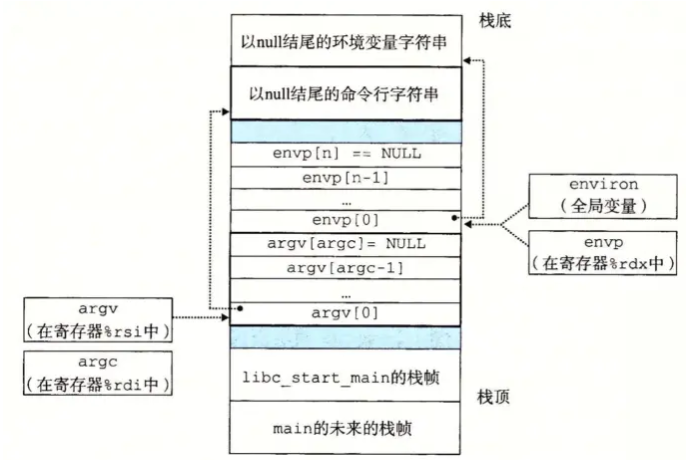 栈底
以null结尾的环境变量字符串
以null结尾的命令行字符串
envp[n] == NULL
envp[n-1]
…
envp[0]
argv[argc]= NULL
argv[argc-1]
…
argv[0]
libc_start_main的栈帧
栈顶
main的未来的栈帧
environ
(全局变量)
envp
(在寄存器%rdx中)
argv
(在寄存器%rsi中)
argc
(在寄存器%rdi中)